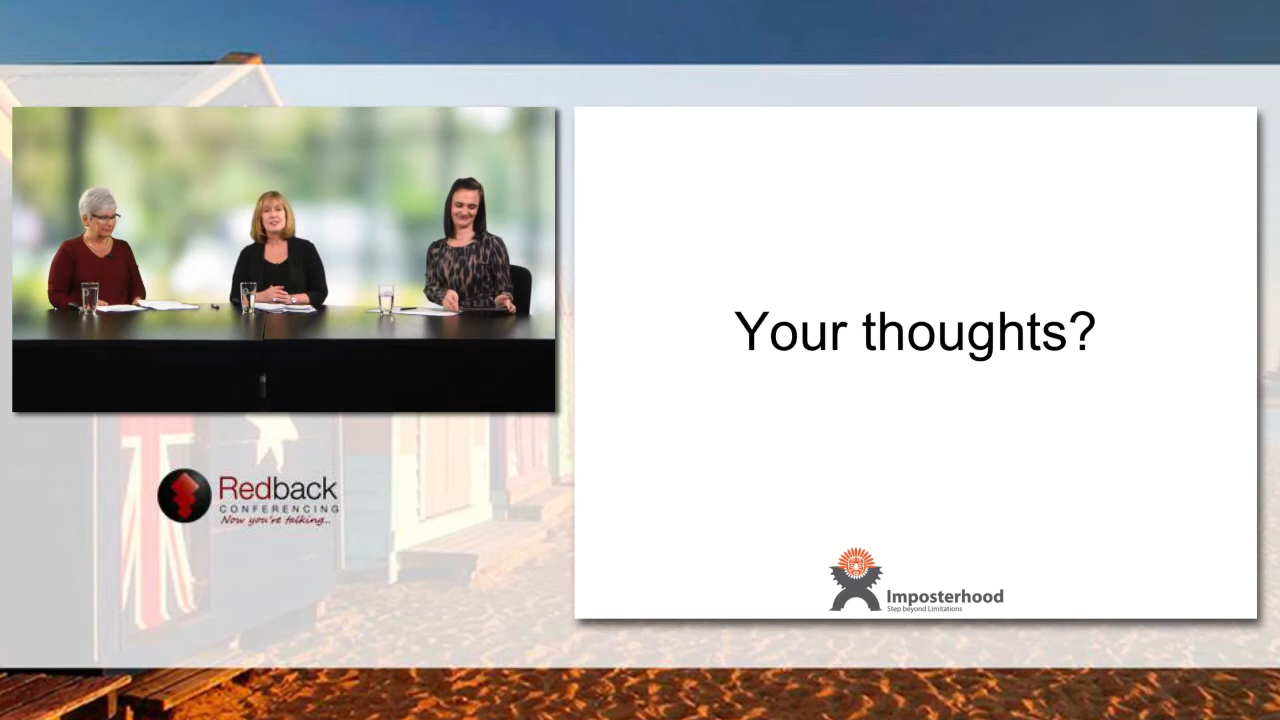 Your thoughts?
Redback
CONFERENCING
Now you're talking...
Imposterhood
Step beyond Limitations